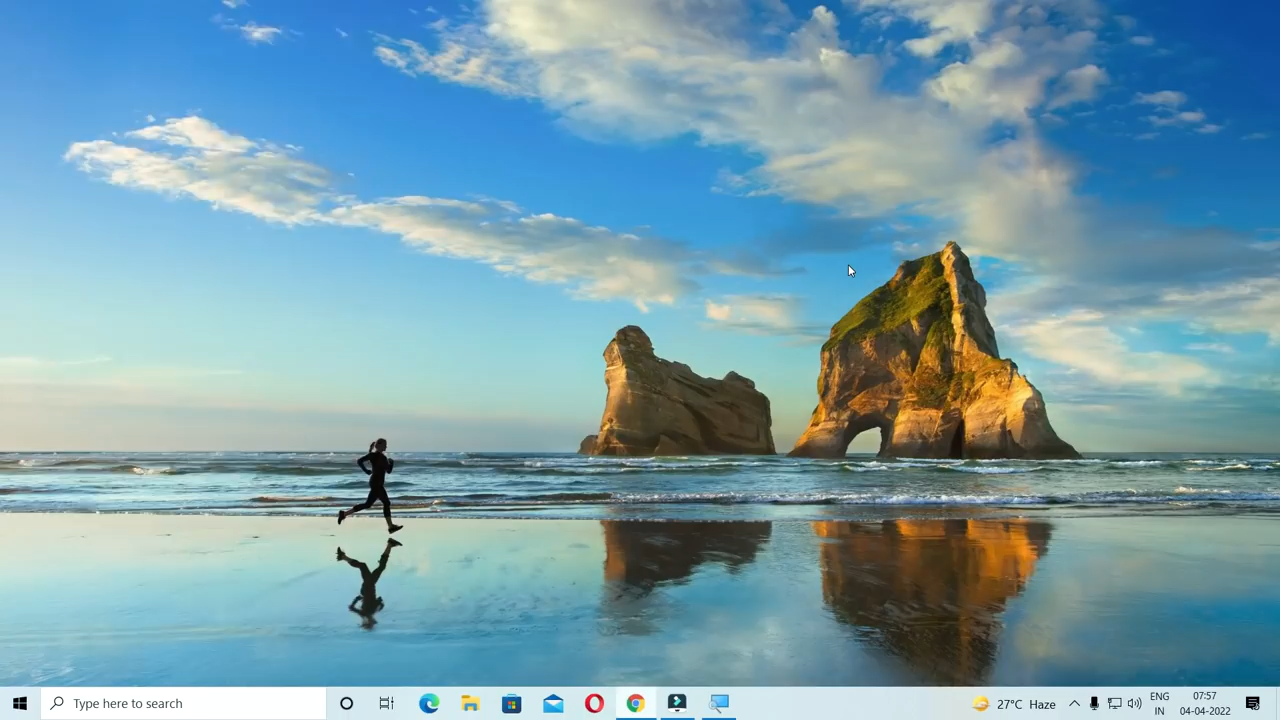 Type here to search
27°C Haze
ENG
IN
07:57
04-04-2022